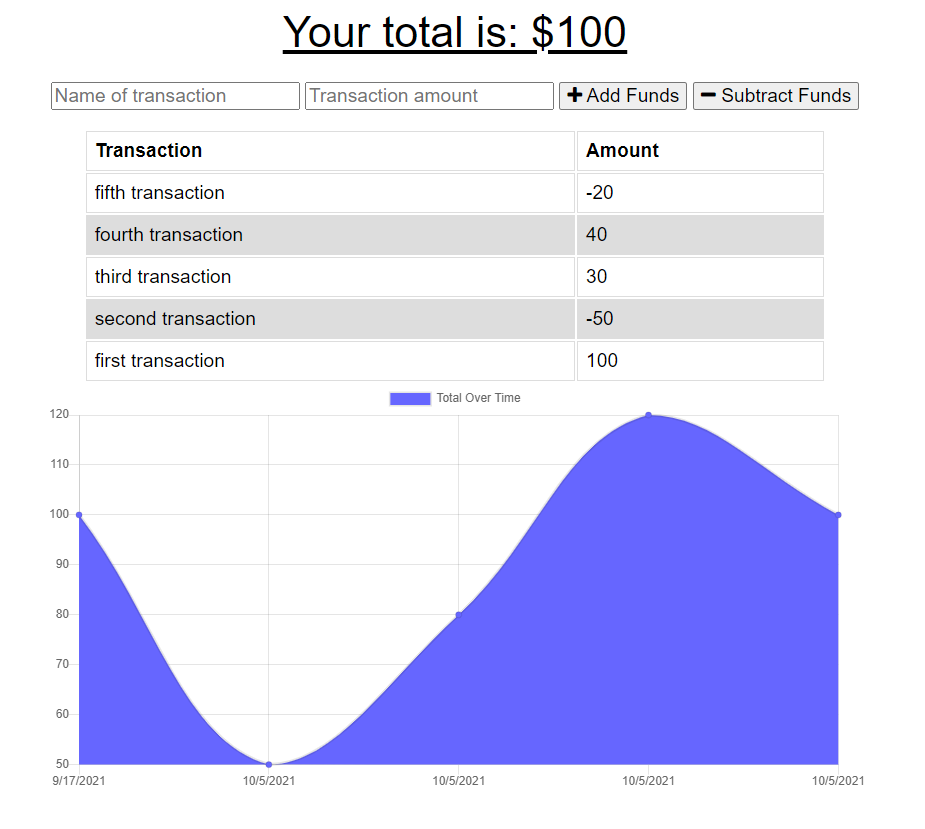 Your total is: $100
Name of transaction Transaction amount Add Funds Subtract Funds
Transaction Amount
fifth transaction -20
fourth transaction 40
third transaction 30
second transaction -50
first transaction 100
Total Over Time
120
110
100
90
80
70
60
50
9/17/2021 10/5/2021 10/5/2021 10/5/2021 10/5/2021